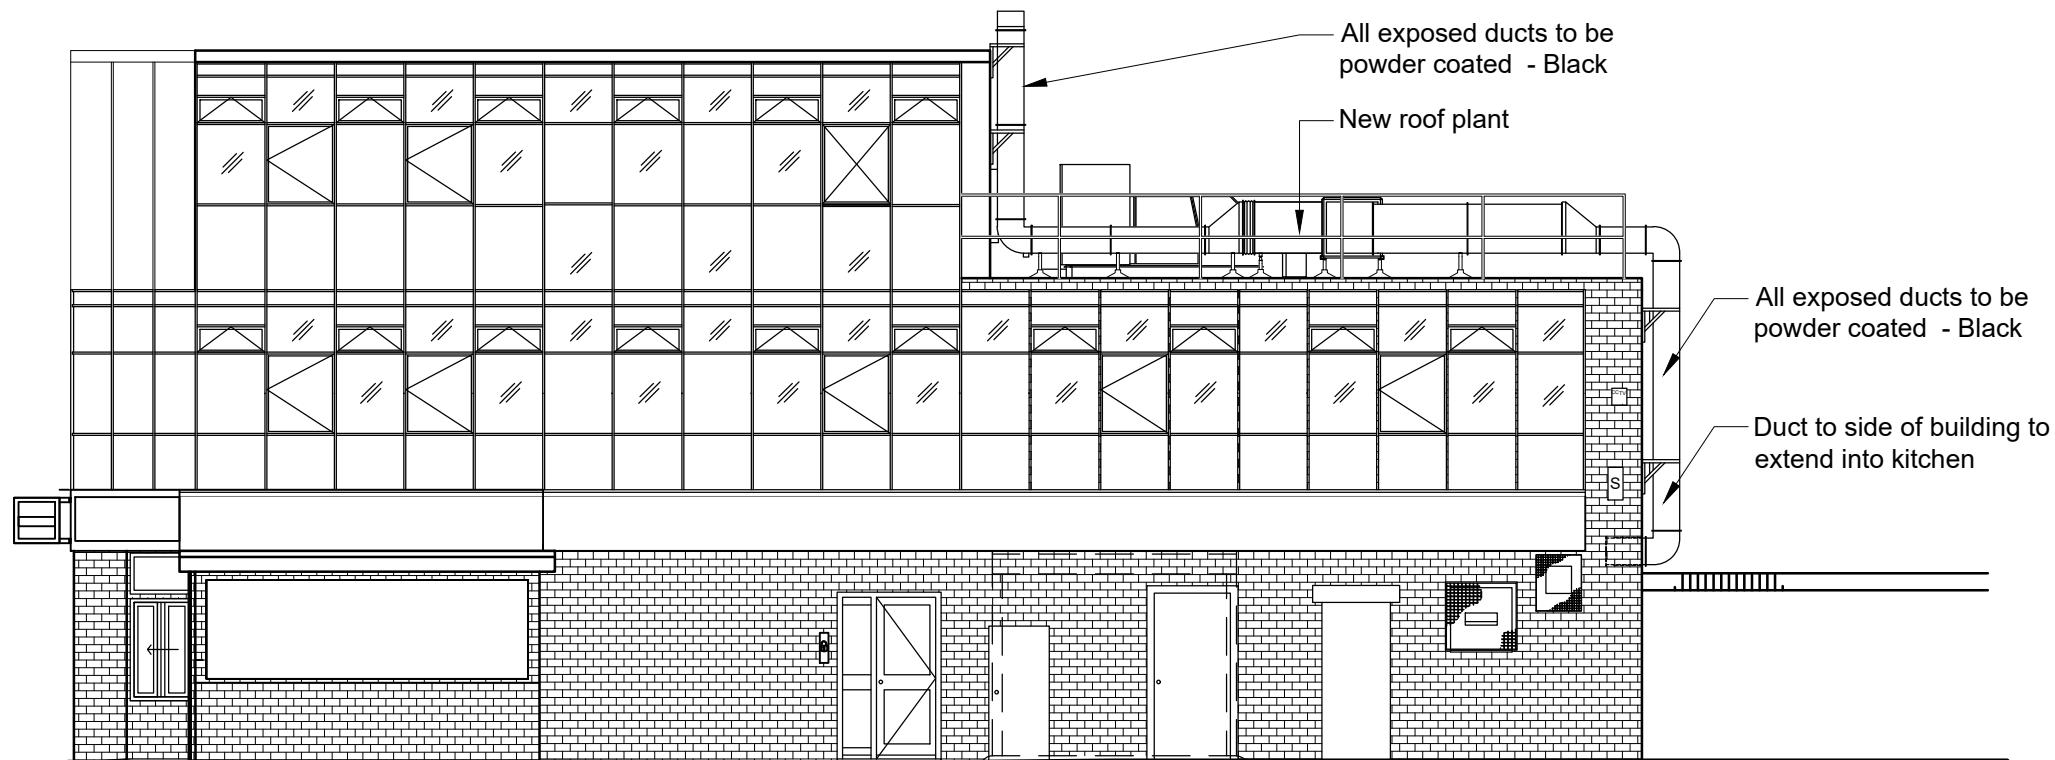 All exposed ducts to be
powder coated - Black
New roof plant
All exposed ducts to be
powder coated - Black
CCTV
Duct to side of building to
extend into kitchen
S